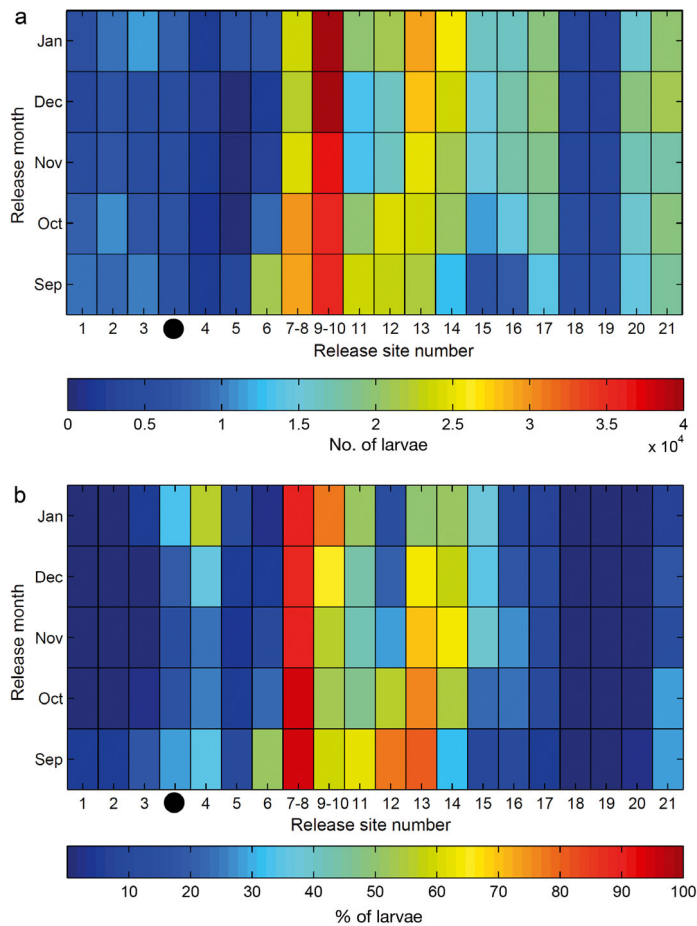 a
Release month
Jan
Dec
Nov
Oct
Sep
1 2 3 4 5 6 7-8 9-10 11 12 13 14 15 16 17 18 19 20 21
Release site number
0 0.5 1 1.5 2 2.5 3 3.5 4
No. of larvae
x 10⁴
b
Release month
Jan
Dec
Nov
Oct
Sep
1 2 3 4 5 6 7-8 9-10 11 12 13 14 15 16 17 18 19 20 21
Release site number
10 20 30 40 50 60 70 80 90 100
% of larvae